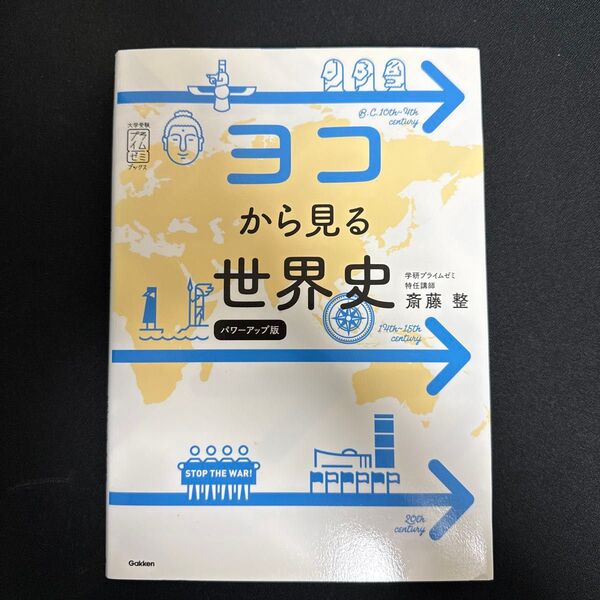 B.C. 10th~4th
century
大学受験
プライムゼミ
ブックス
ヨコ
から見る
世界史
パワーアップ版
学研プライムゼミ
特任講師
斎藤 整
14th~15th
century
STOP THE WAR!
20th
century
Gakken